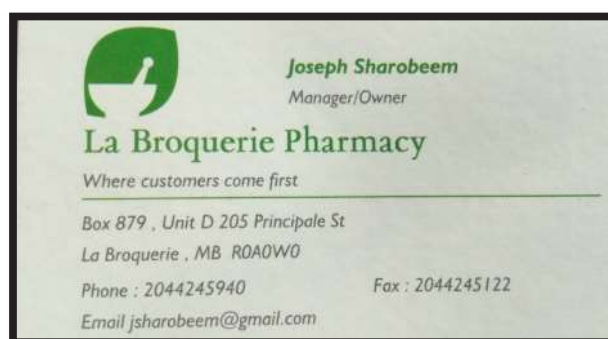 Joseph Sharobeem
Manager/Owner
La Broquerie Pharmacy
Where customers come first
Box 879 , Unit D 205 Principale St
La Broquerie , MB R0A0W0
Phone : 2044245940 Fax : 2044245122
Email jsharobeem@gmail.com